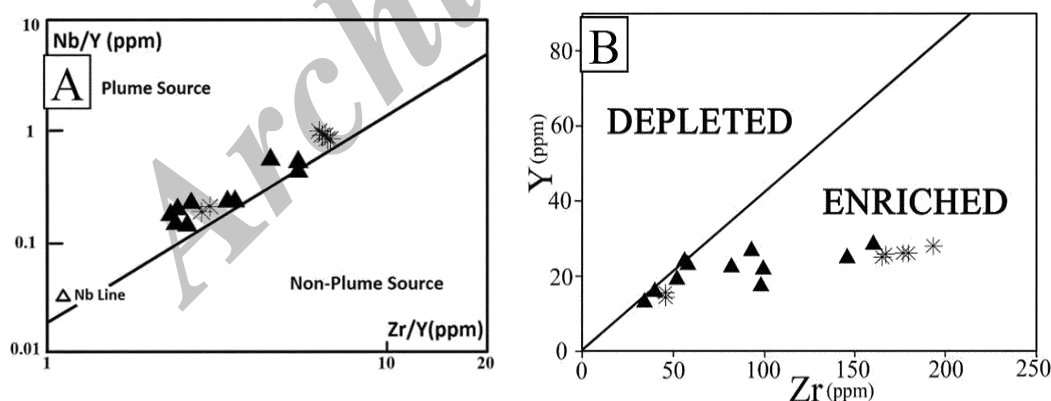 10
Nb/Y (ppm)
A
Plume Source
1
0.1
Non-Plume Source
Δ Nb Line
Zr/Y(ppm)
0.01
1
10
20
Archi
B
80
DEPLETED
60
Y (ppm)
40
ENRICHED
20
0
0
50
100
150
200
250
Zr (ppm)